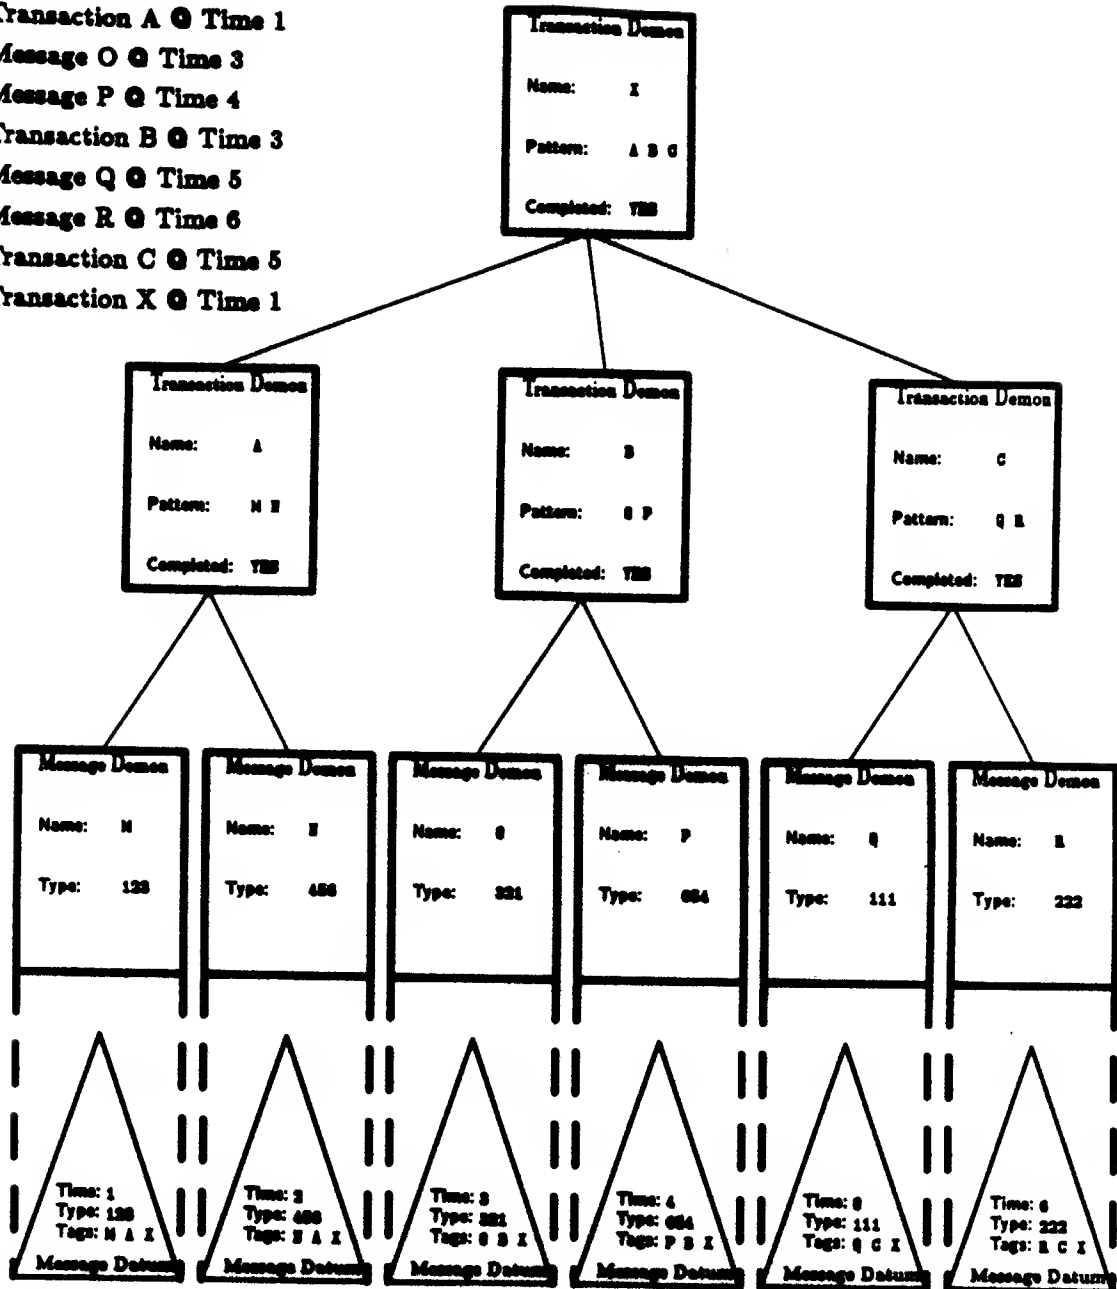 Transaction A @ Time 1
Message O @ Time 3
Message P @ Time 4
Transaction B @ Time 3
Message Q @ Time 5
Message R @ Time 6
Transaction C @ Time 5
Transaction X @ Time 1
Transaction Demon
Name: X
Pattern: A B C
Completed: YES
Transaction Demon
Name: A
Pattern: M N
Completed: YES
Transaction Demon
Name: B
Pattern: O P
Completed: YES
Transaction Demon
Name: C
Pattern: Q R
Completed: YES
Message Demon
Name: M
Type: 123
Message Demon
Name: N
Type: 456
Message Demon
Name: O
Type: 321
Message Demon
Name: P
Type: 654
Message Demon
Name: Q
Type: 111
Message Demon
Name: R
Type: 222
Time: 1
Type: 123
Tags: M A X
Message Datum
Time: 2
Type: 456
Tags: N A X
Message Datum
Time: 3
Type: 321
Tags: O B X
Message Datum
Time: 4
Type: 654
Tags: P B X
Message Datum
Time: 5
Type: 111
Tags: Q C X
Message Datum
Time: 6
Type: 222
Tags: R C X
Message Datum